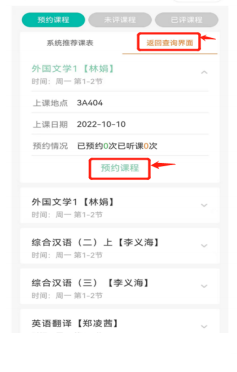 预约课程 未评课程 已评课程
系统推荐课表 返回查询界面
外国文学1【林娟】
时间：周一 第1-2节
上课地点 3A404
上课日期 2022-10-10
预约情况 已预约0次已听课0次
预约课程
外国文学1【林娟】
时间：周一 第1-2节
综合汉语（二）上【李义海】
时间：周一 第1-2节
综合汉语（三）【李义海】
时间：周一 第1-2节
英语翻译【郑凌茜】